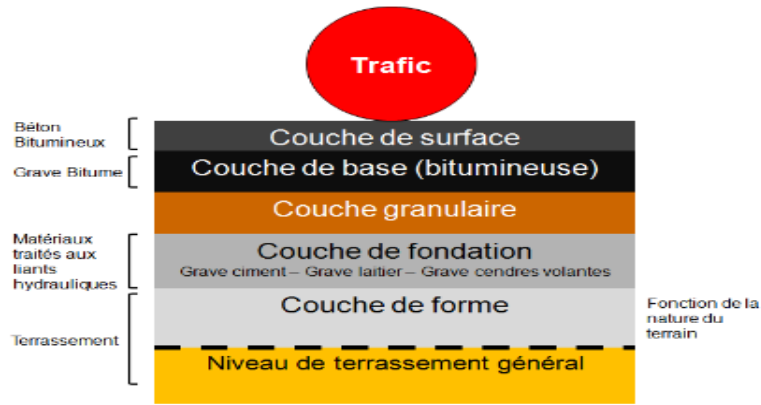 Trafic
Béton
Bitumineux
Couche de surface
Grave Bitume
Couche de base (bitumineuse)
Couche granulaire
Matériaux
traités aux
liants
hydrauliques
Couche de fondation
Grave ciment – Grave laitier – Grave cendres volantes
Couche de forme
Fonction de la
nature du
terrain
Terrassement
Niveau de terrassement général